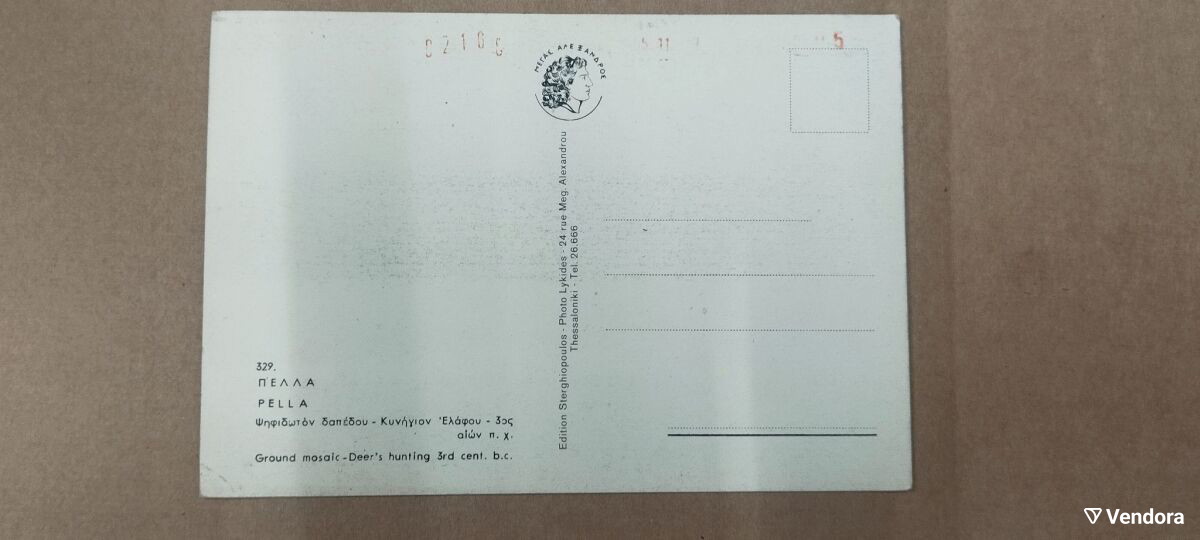 5
ΜΕΓΑΣ ΑΛΕΞΑΝΔΡΟΣ
Edition Sterghiopoulos - Photo Lykides - 24 rue Meg. Alexandrou
Thessaloniki - Tel. 26.666
329.
ΠΕΛΛΑ
PELLA
Ψηφιδωτόν δαπέδου - Κυνήγιον Ἐλάφου - 3ος
αἰών π. χ.
Ground mosaic - Deer's hunting 3rd cent. b.c.
Vendora